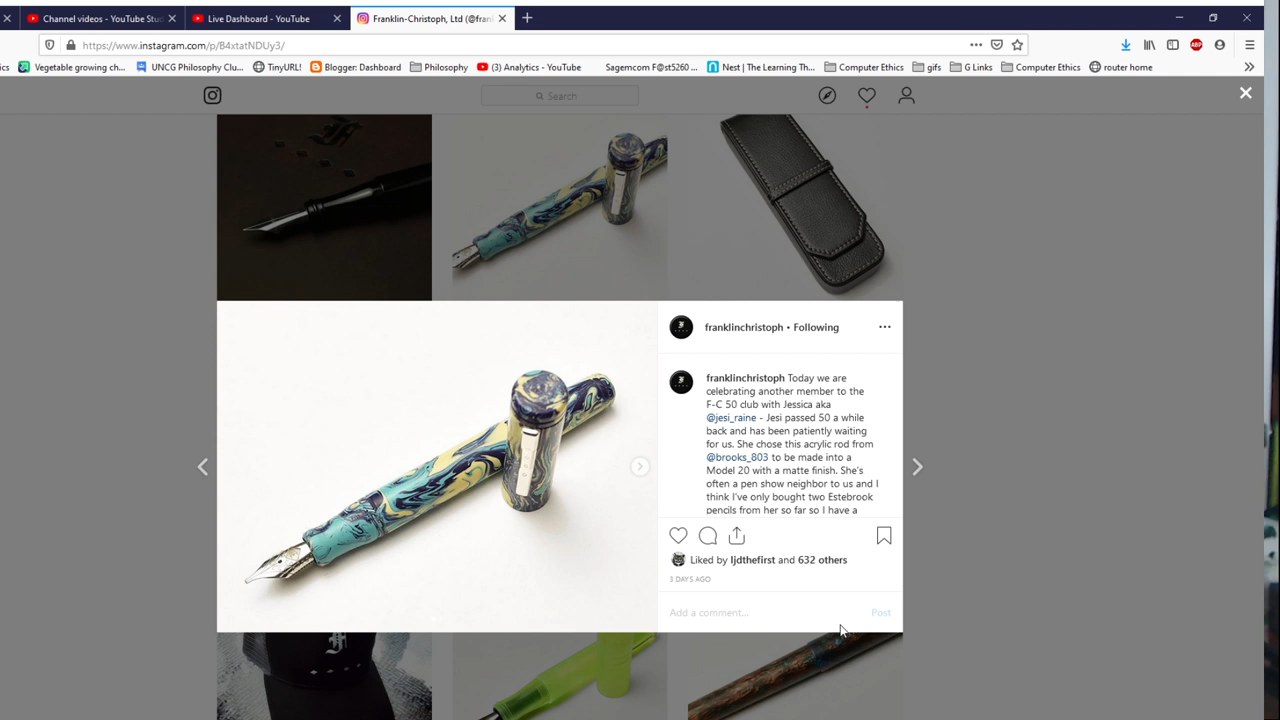 Channel videos - YouTube Stu
Live Dashboard - YouTube
Franklin-Christoph, Ltd (@fran
https://www.instagram.com/p/B4xtatNDUy3/
ics
Vegetable growing ch...
UNCG Philosophy Clu...
TinyURL!
Blogger: Dashboard
Philosophy
(3) Analytics - YouTube
Sagemcom F@st5260 ...
Nest | The Learning Th...
Computer Ethics
gifs
G Links
Computer Ethics
router home
Search
franklinchristoph • Following
franklinchristoph Today we are
celebrating another member to the
F-C 50 club with Jessica aka
@jesi_raine - Jesi passed 50 a while
back and has been patiently waiting
for us. She chose this acrylic rod from
@brooks_803 to be made into a
Model 20 with a matte finish. She's
often a pen show neighbor to us and I
think I've only bought two Estebrook
pencils from her so far so I have a
Liked by ljdthefirst and 632 others
3 DAYS AGO
Add a comment...
Post